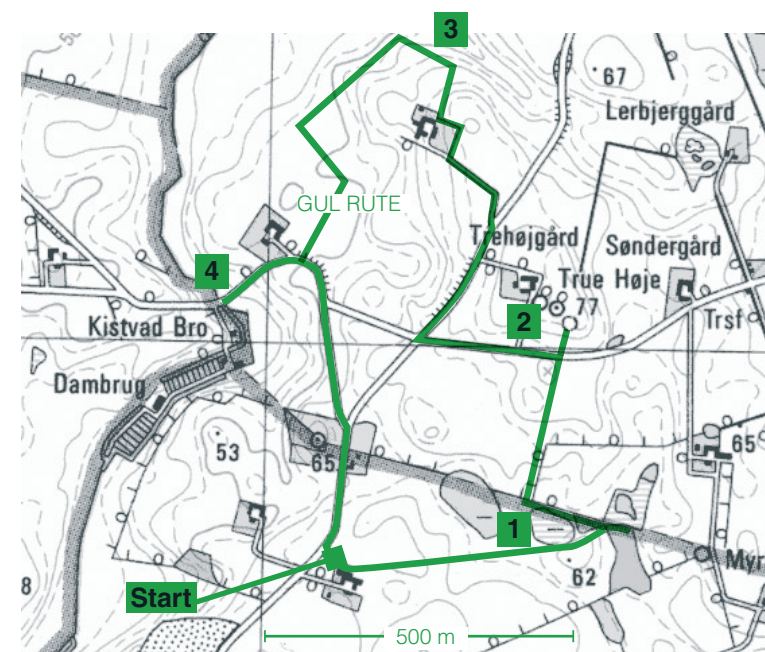 3
67
Lerbjerggård
GUL RUTE
Trehøjgård
Søndergård
4
True Høje
77
2
Kistvad Bro
Trsf
Dambrug
53
65
65
1
62
Myr
8
Start
500 m